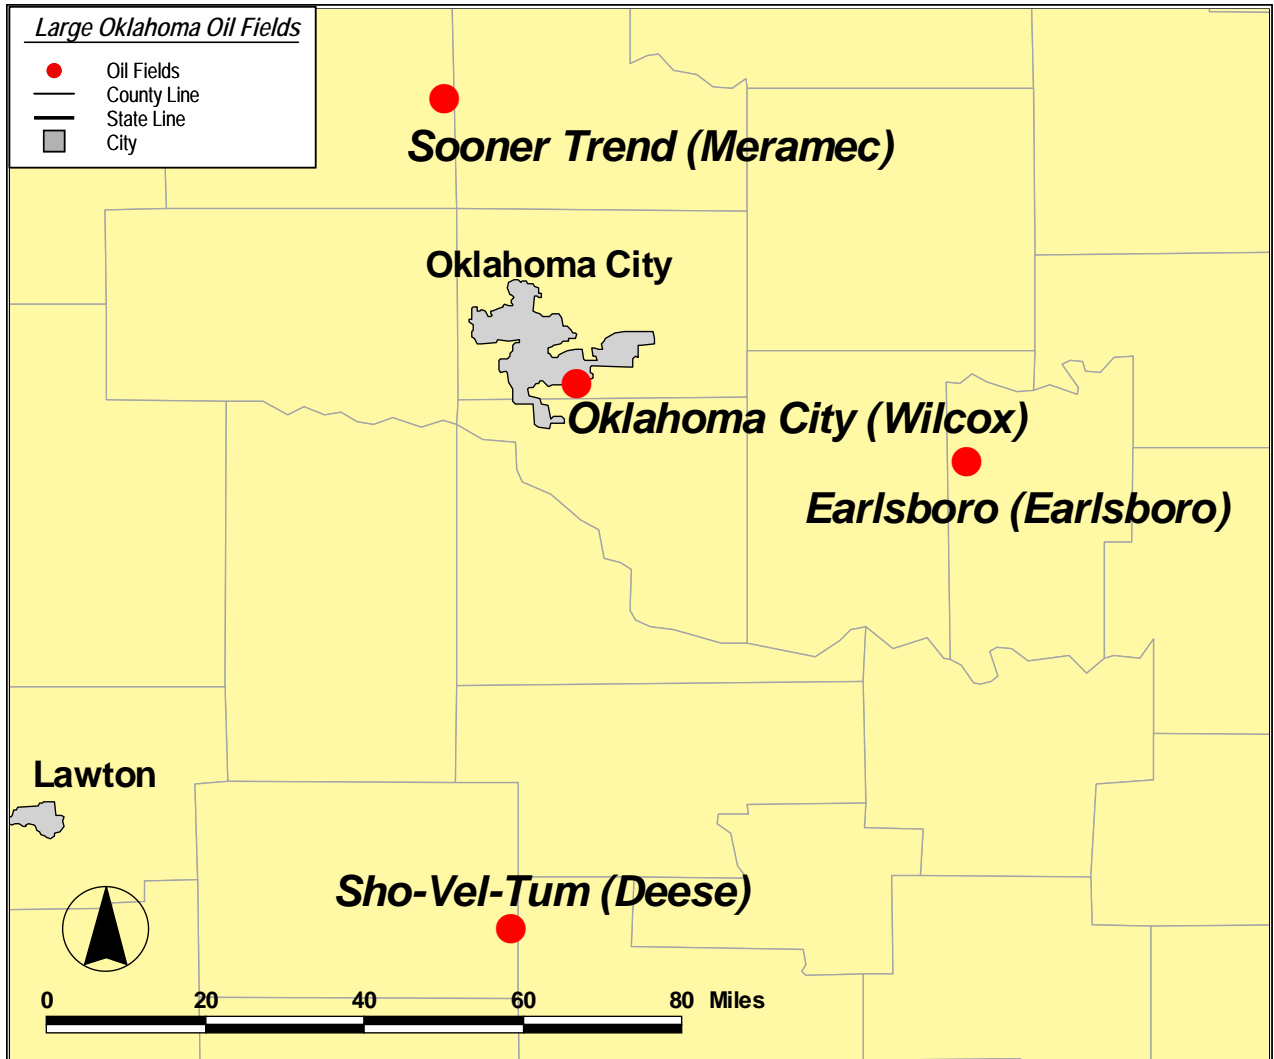 Large Oklahoma Oil Fields
Oil Fields
County Line
State Line
City
Sooner Trend (Meramec)
Oklahoma City
Oklahoma City (Wilcox)
Earlsboro (Earlsboro)
Lawton
Sho-Vel-Tum (Deese)
0 20 40 60 80 Miles